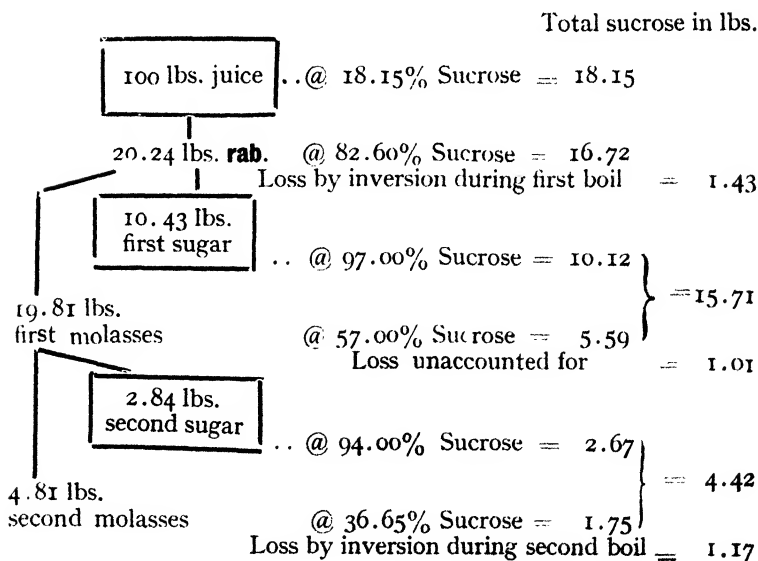 Total sucrose in lbs.
100 lbs. juice ..@ 18.15% Sucrose = 18.15
20.24 lbs. rab. @ 82.60% Sucrose = 16.72
Loss by inversion during first boil = 1.43
10.43 lbs.
first sugar
.. @ 97.00% Sucrose = 10.12
=15.71
19.81 lbs.
first molasses
@ 57.00% Sucrose = 5.59
Loss unaccounted for = 1.01
2.84 lbs.
second sugar
.. @ 94.00% Sucrose = 2.67
= 4.42
4.81 lbs.
second molasses
@ 36.65% Sucrose = 1.75
Loss by inversion during second boil = 1.17